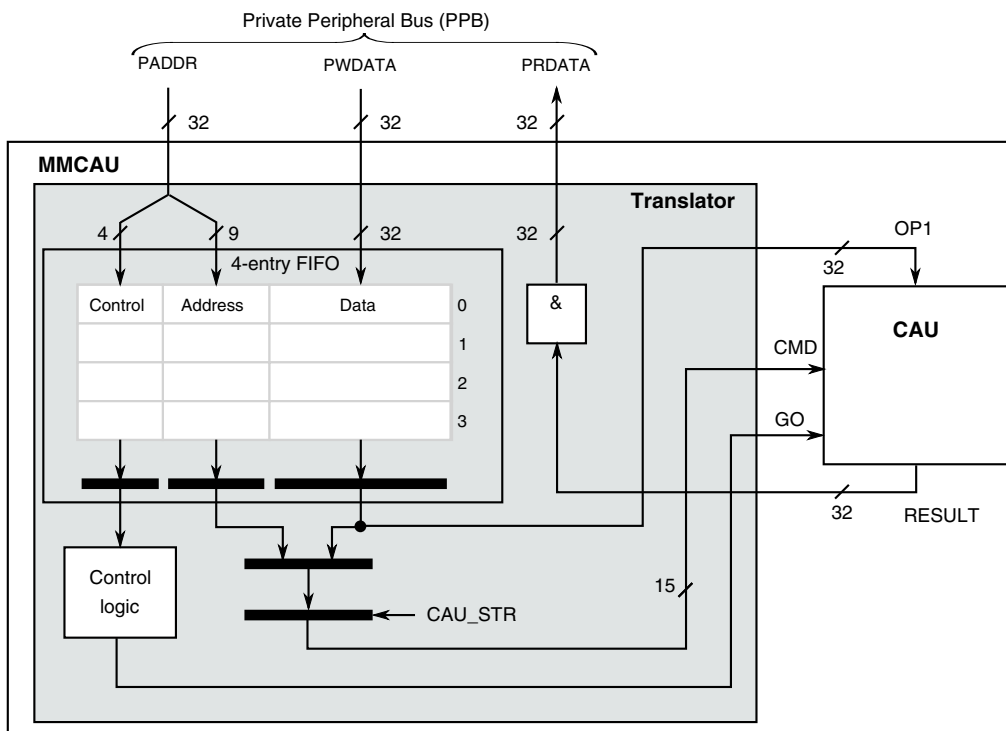 Private Peripheral Bus (PPB)
PADDR PWDATA PRDATA
32 32 32
MMCAU
Translator
4 9 32 32
OP1
32
4-entry FIFO
Control Address Data 0
&
CAU
1
CMD
2
3
GO
32
RESULT
Control
logic
15
CAU_STR